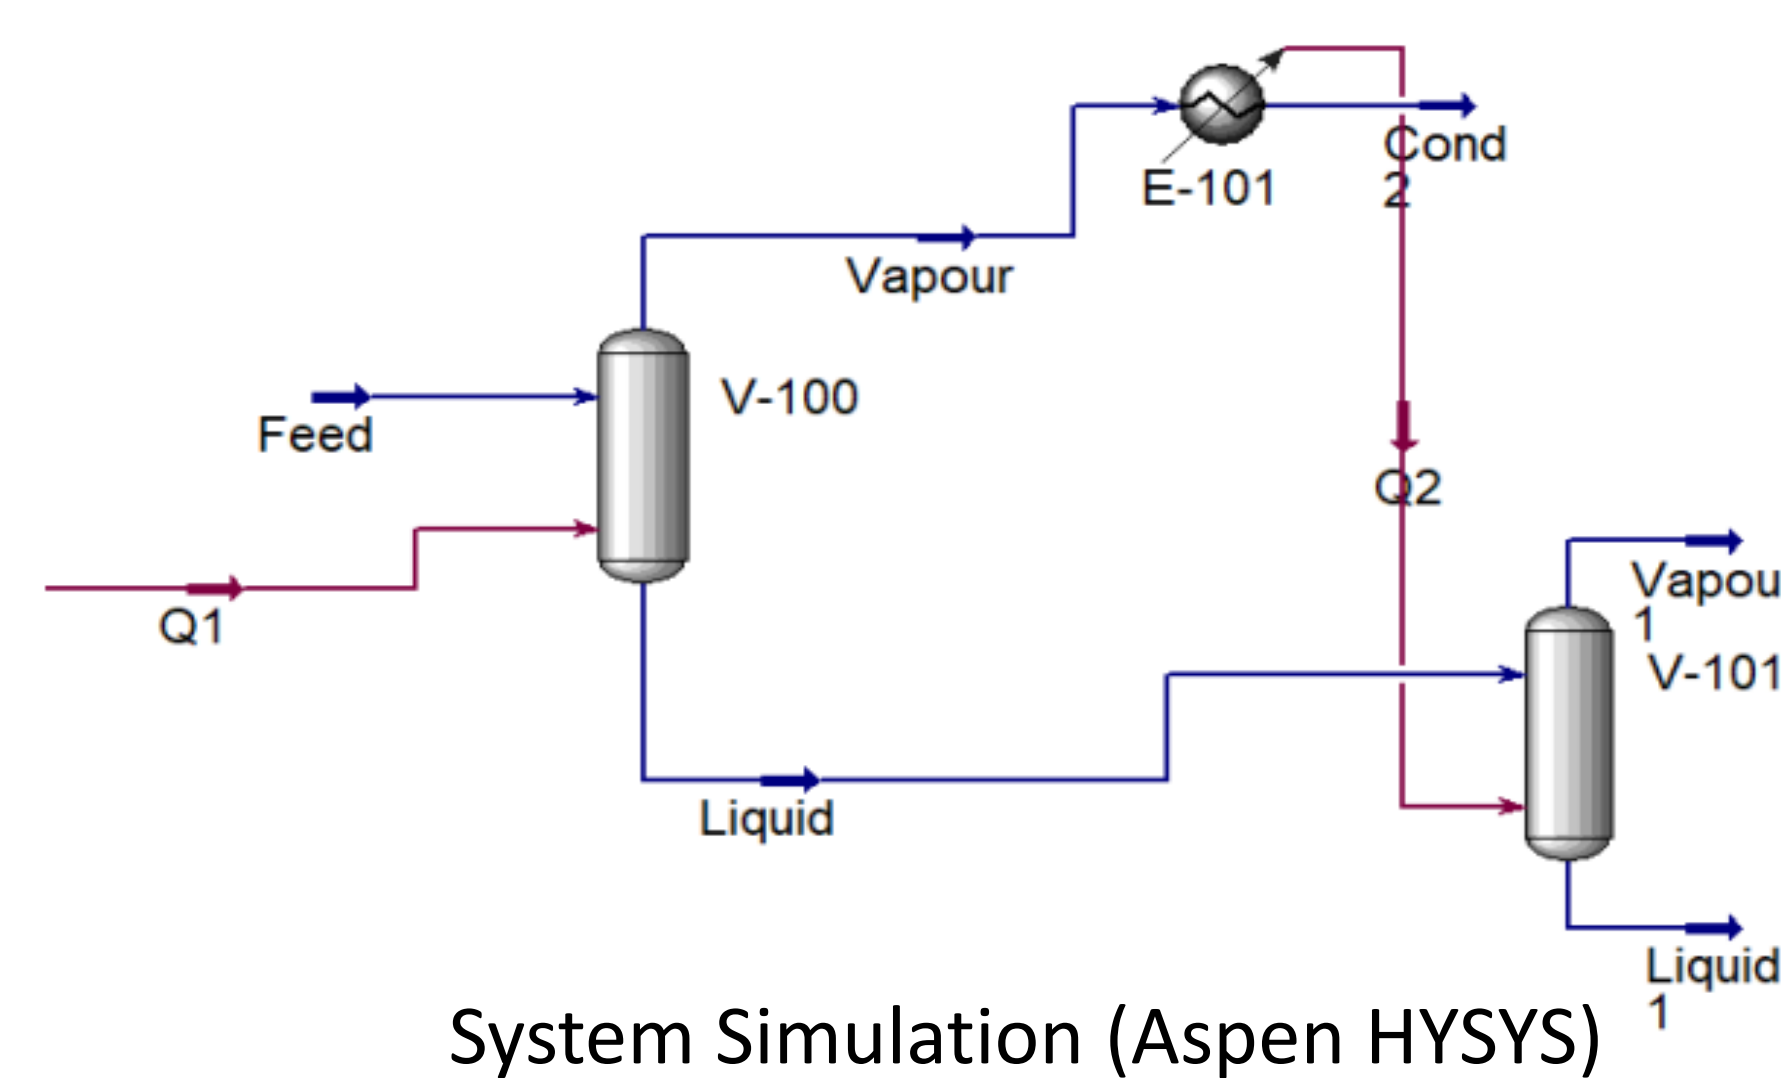 Cond
2
E-101
Vapour
V-100
Feed
Q2
Vapou
1
V-101
Q1
Liquid
Liquid
1
System Simulation (Aspen HYSYS)